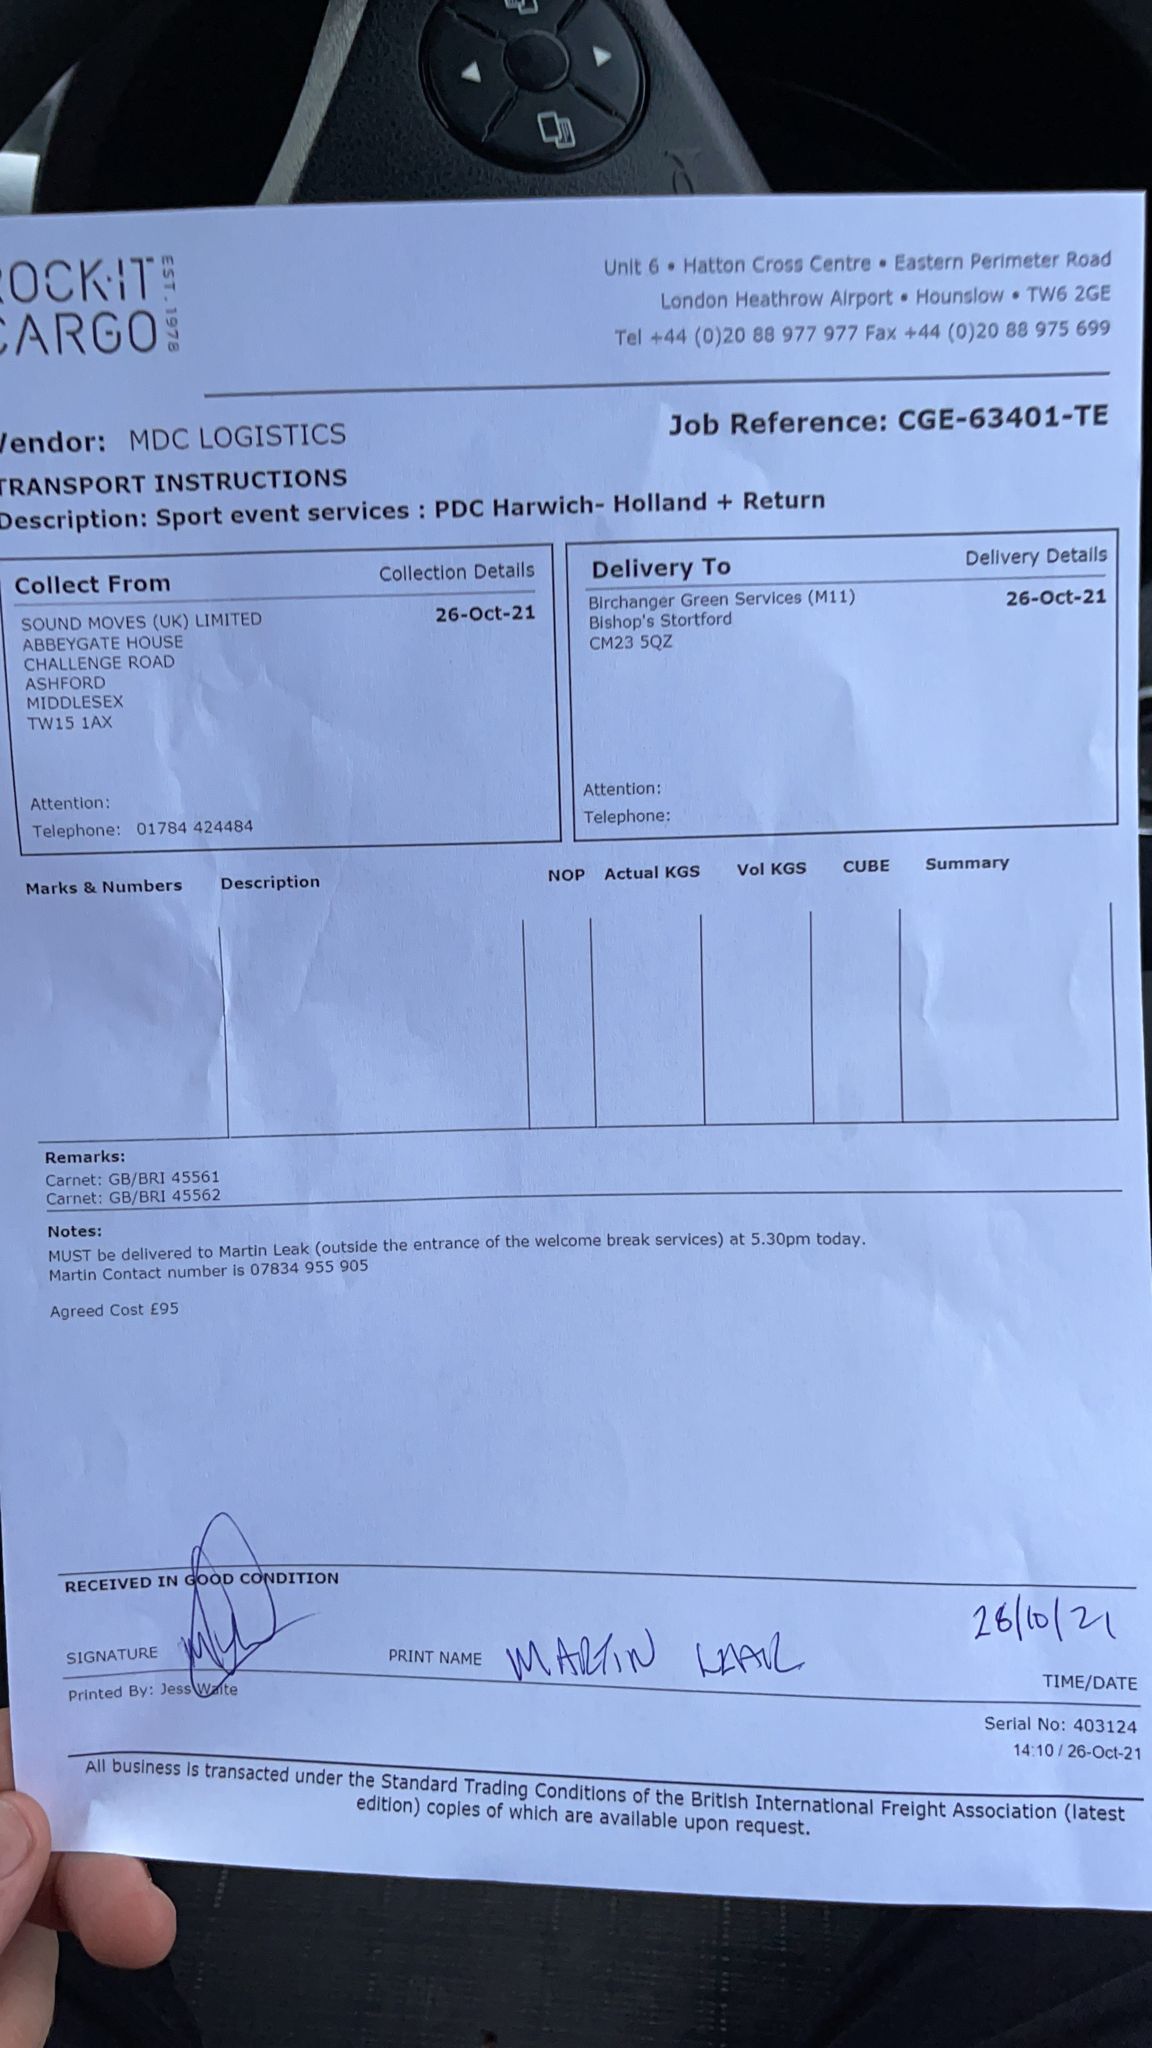 OCK·IT
CARGO
EST. 1978
Unit 6 • Hatton Cross Centre • Eastern Perimeter Road
London Heathrow Airport • Hounslow • TW6 2GE
Tel +44 (0)20 88 977 977 Fax +44 (0)20 88 975 699
Vendor: MDC LOGISTICS
Job Reference: CGE-63401-TE
TRANSPORT INSTRUCTIONS
Description: Sport event services : PDC Harwich- Holland + Return
Collect From Collection Details
SOUND MOVES (UK) LIMITED 26-Oct-21
ABBEYGATE HOUSE
CHALLENGE ROAD
ASHFORD
MIDDLESEX
TW15 1AX
Attention:
Telephone: 01784 424484
Delivery To Delivery Details
Birchanger Green Services (M11) 26-Oct-21
Bishop's Stortford
CM23 5QZ
Attention:
Telephone:
Marks & Numbers Description NOP Actual KGS Vol KGS CUBE Summary
Remarks:
Carnet: GB/BRI 45561
Carnet: GB/BRI 45562
Notes:
MUST be delivered to Martin Leak (outside the entrance of the welcome break services) at 5.30pm today.
Martin Contact number is 07834 955 905
Agreed Cost £95
RECEIVED IN GOOD CONDITION
28/10/21
SIGNATURE PRINT NAME MARTIN LEAK
TIME/DATE
Printed By: Jess Waite
Serial No: 403124
14:10 / 26-Oct-21
All business is transacted under the Standard Trading Conditions of the British International Freight Association (latest
edition) copies of which are available upon request.